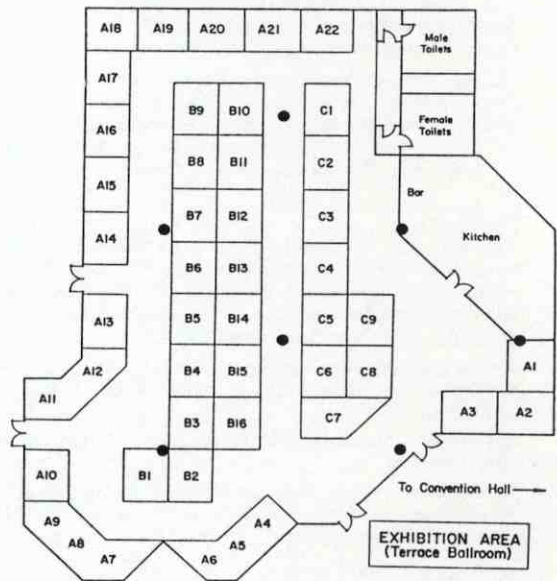 A18 A19 A20 A21 A22
Male
Toilets
A17
B9 B10 C1
A16
Female
Toilets
B8 B11 C2
A15
Bar
B7 B12 C3
A14
Kitchen
B6 B13 C4
A13
B5 B14 C5 C9
A12
B4 B15 C6 C8
A1
A11
A3 A2
B3 B16 C7
A10
B1 B2
To Convention Hall
A9
A8
A7
A6
A5
A4
EXHIBITION AREA
(Terrace Ballroom)